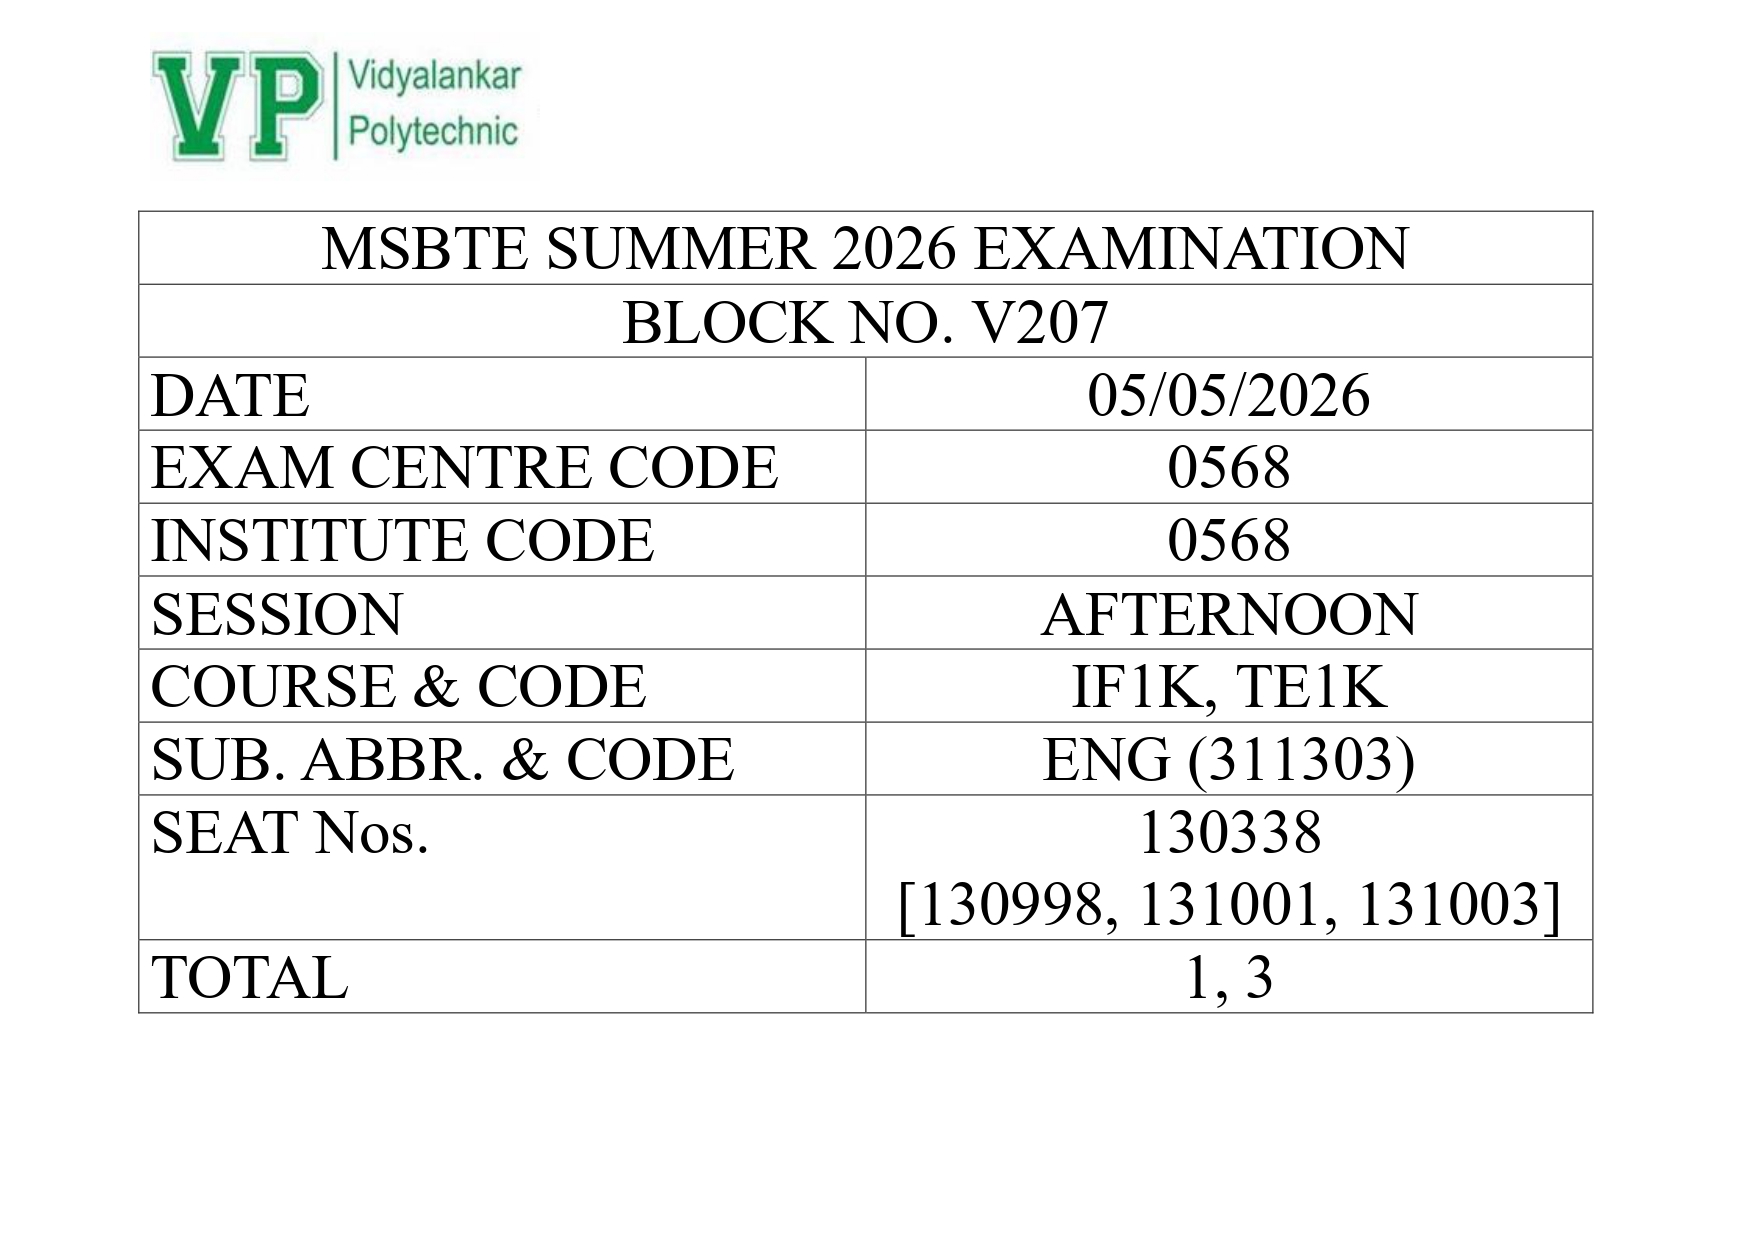 VP
Vidyalankar
Polytechnic
MSBTE SUMMER 2026 EXAMINATION
BLOCK NO. V207
DATE 05/05/2026
EXAM CENTRE CODE 0568
INSTITUTE CODE 0568
SESSION AFTERNOON
COURSE & CODE IF1K, TE1K
SUB. ABBR. & CODE ENG (311303)
SEAT Nos. 130338
[130998, 131001, 131003]
TOTAL 1, 3